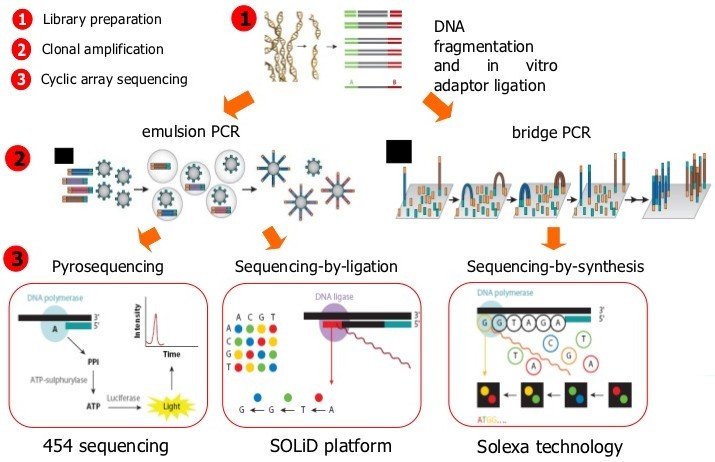 1 Library preparation
2 Clonal amplification
3 Cyclic array sequencing
1
DNA
fragmentation
and in vitro
adaptor ligation
A B
emulsion PCR
bridge PCR
2
3
Pyrosequencing
Sequencing-by-ligation
Sequencing-by-synthesis
DNA polymerase
3'
5'
A
PPi
ATP-sulphurylase
ATP
Luciferase
Light
Intensity
Time
DNA ligase
3'
5'
A C G T
A
C
G
T
G G T A
DNA polymerase
3'
5'
G G T A G A
C T
T A G A
ATGG....
454 sequencing
SOLiD platform
Solexa technology